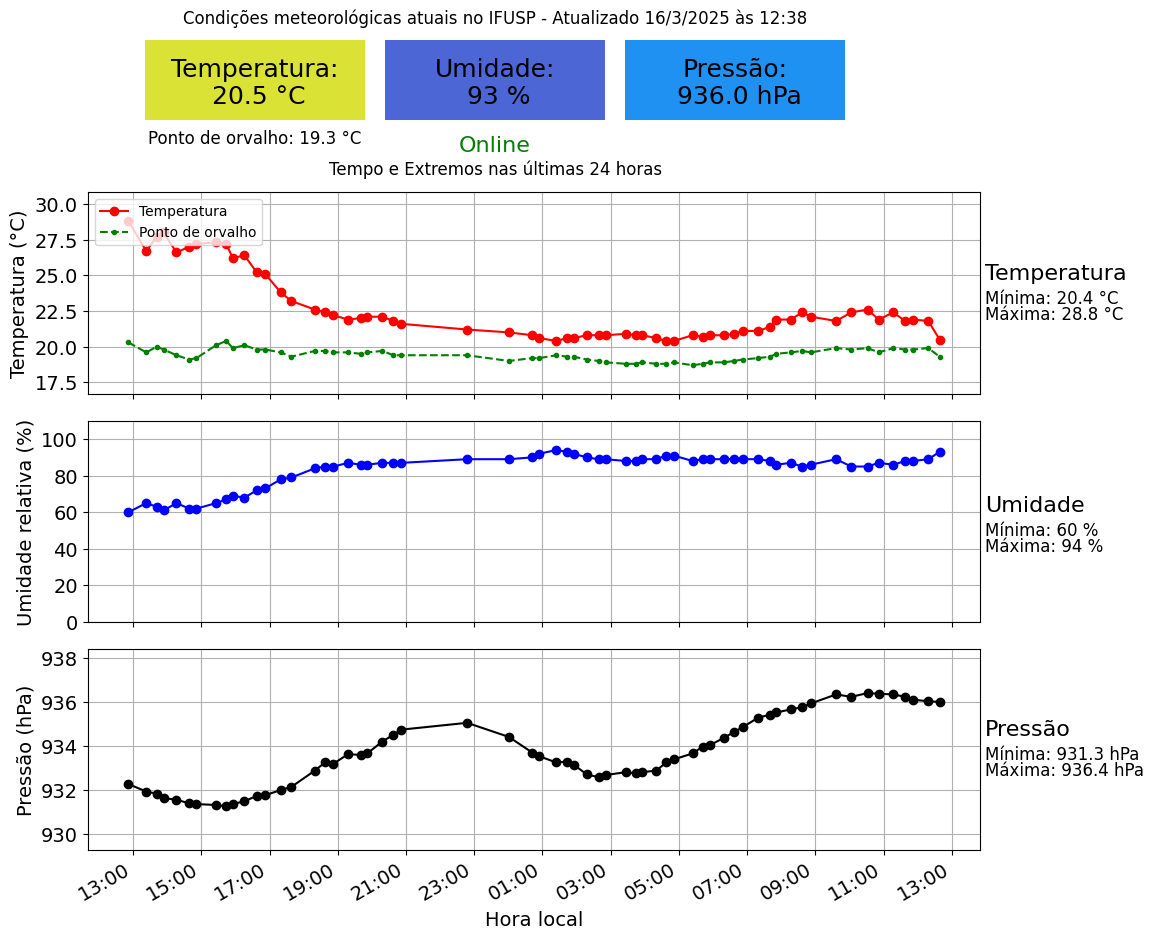 Condições meteorológicas atuais no IFUSP - Atualizado 16/3/2025 às 12:38
Temperatura:
20.5 °C
Umidade:
93 %
Pressão:
936.0 hPa
Ponto de orvalho: 19.3 °C
Online
Tempo e Extremos nas últimas 24 horas
Temperatura (°C)
30.0
27.5
25.0
22.5
20.0
17.5
Temperatura
Ponto de orvalho
Temperatura
Mínima: 20.4 °C
Máxima: 28.8 °C
Umidade relativa (%)
100
80
60
40
20
0
Umidade
Mínima: 60 %
Máxima: 94 %
Pressão (hPa)
938
936
934
932
930
Pressão
Mínima: 931.3 hPa
Máxima: 936.4 hPa
13:00
15:00
17:00
19:00
21:00
23:00
01:00
03:00
05:00
07:00
09:00
11:00
13:00
Hora local